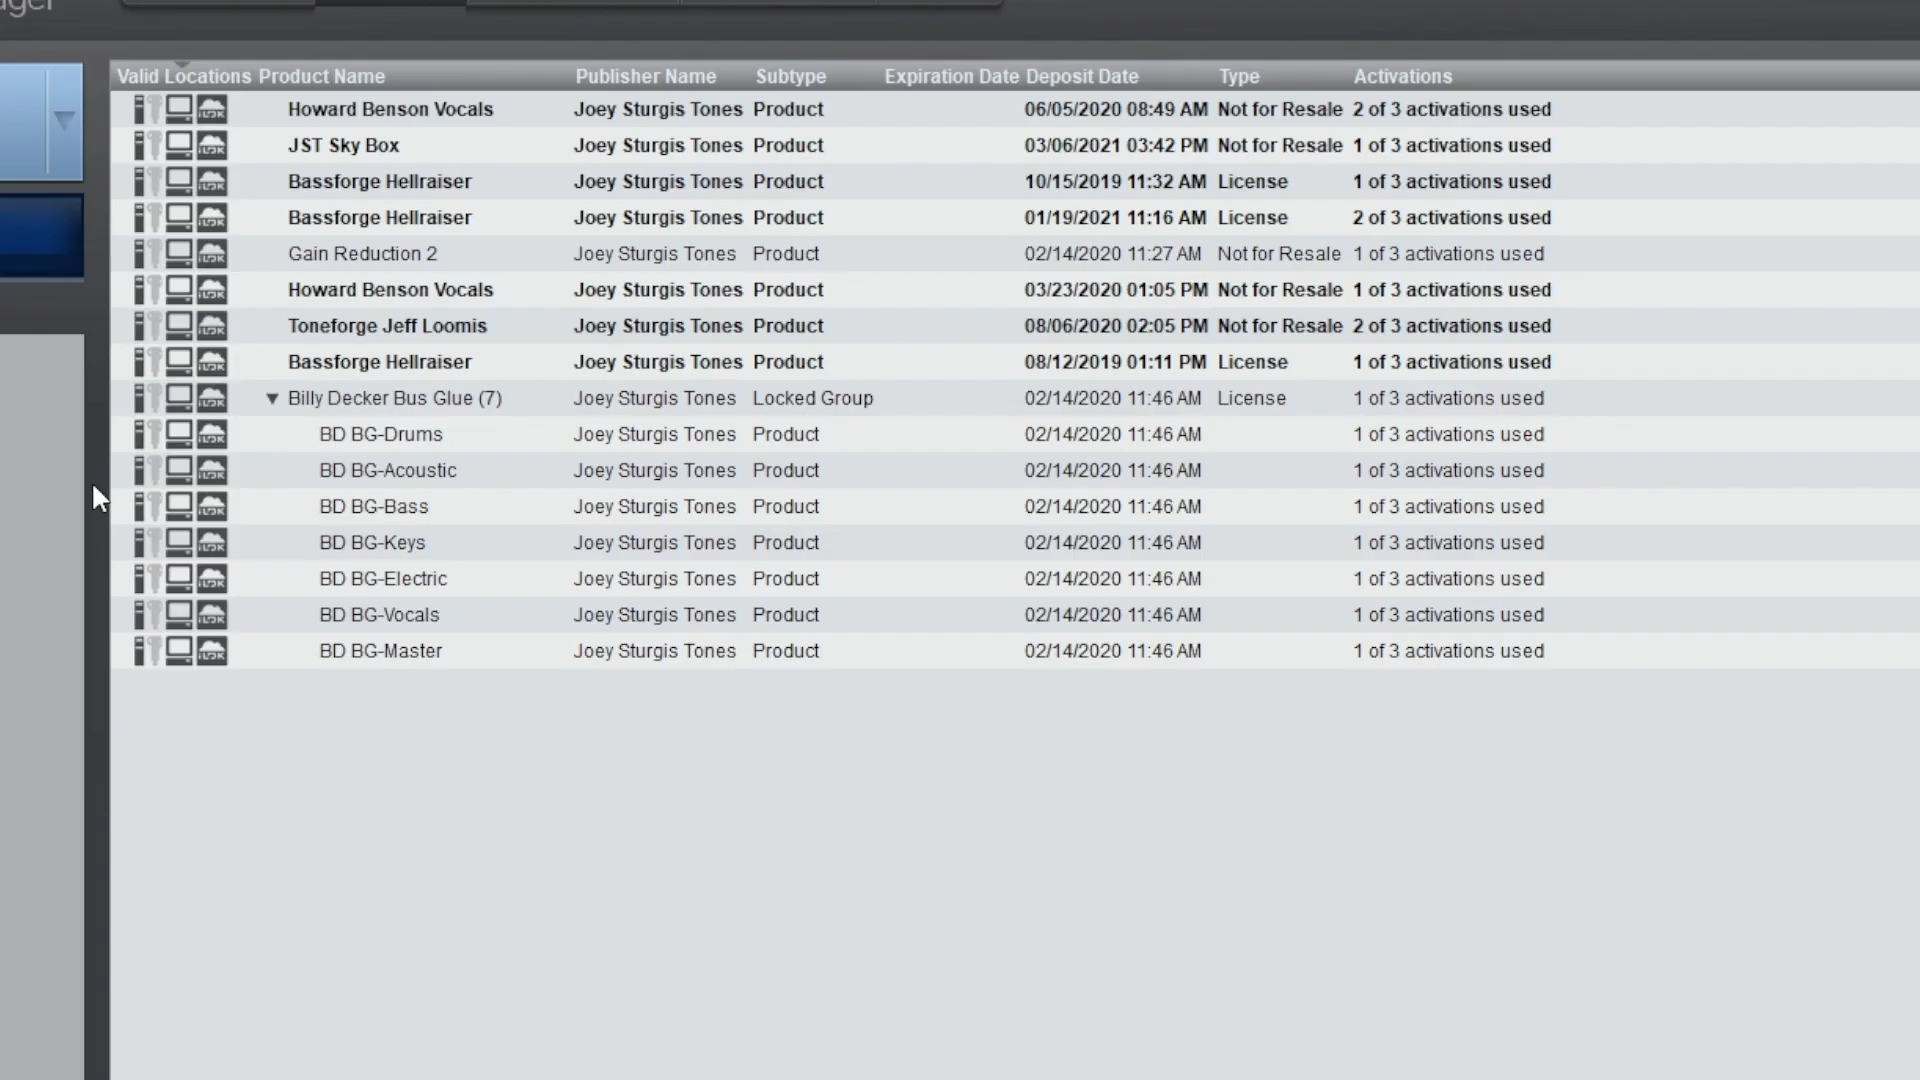 ager
Valid Locations Product Name Publisher Name Subtype Expiration Date Deposit Date Type Activations
Howard Benson Vocals Joey Sturgis Tones Product 06/05/2020 08:49 AM Not for Resale 2 of 3 activations used
JST Sky Box Joey Sturgis Tones Product 03/06/2021 03:42 PM Not for Resale 1 of 3 activations used
Bassforge Hellraiser Joey Sturgis Tones Product 10/15/2019 11:32 AM License 1 of 3 activations used
Bassforge Hellraiser Joey Sturgis Tones Product 01/19/2021 11:16 AM License 2 of 3 activations used
Gain Reduction 2 Joey Sturgis Tones Product 02/14/2020 11:27 AM Not for Resale 1 of 3 activations used
Howard Benson Vocals Joey Sturgis Tones Product 03/23/2020 01:05 PM Not for Resale 1 of 3 activations used
Toneforge Jeff Loomis Joey Sturgis Tones Product 08/06/2020 02:05 PM Not for Resale 2 of 3 activations used
Bassforge Hellraiser Joey Sturgis Tones Product 08/12/2019 01:11 PM License 1 of 3 activations used
Billy Decker Bus Glue (7) Joey Sturgis Tones Locked Group 02/14/2020 11:46 AM License 1 of 3 activations used
BD BG-Drums Joey Sturgis Tones Product 02/14/2020 11:46 AM 1 of 3 activations used
BD BG-Acoustic Joey Sturgis Tones Product 02/14/2020 11:46 AM 1 of 3 activations used
BD BG-Bass Joey Sturgis Tones Product 02/14/2020 11:46 AM 1 of 3 activations used
BD BG-Keys Joey Sturgis Tones Product 02/14/2020 11:46 AM 1 of 3 activations used
BD BG-Electric Joey Sturgis Tones Product 02/14/2020 11:46 AM 1 of 3 activations used
BD BG-Vocals Joey Sturgis Tones Product 02/14/2020 11:46 AM 1 of 3 activations used
BD BG-Master Joey Sturgis Tones Product 02/14/2020 11:46 AM 1 of 3 activations used